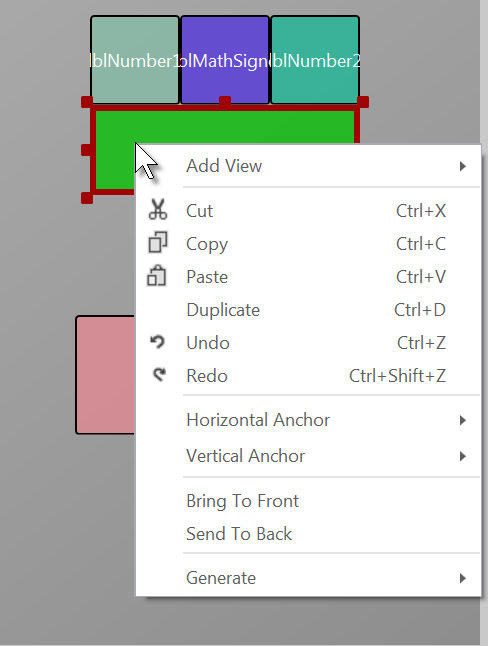 lblNumber1
blMathSign
lblNumber2
Add View
Cut Ctrl+X
Copy Ctrl+C
Paste Ctrl+V
Duplicate Ctrl+D
Undo Ctrl+Z
Redo Ctrl+Shift+Z
Horizontal Anchor
Vertical Anchor
Bring To Front
Send To Back
Generate